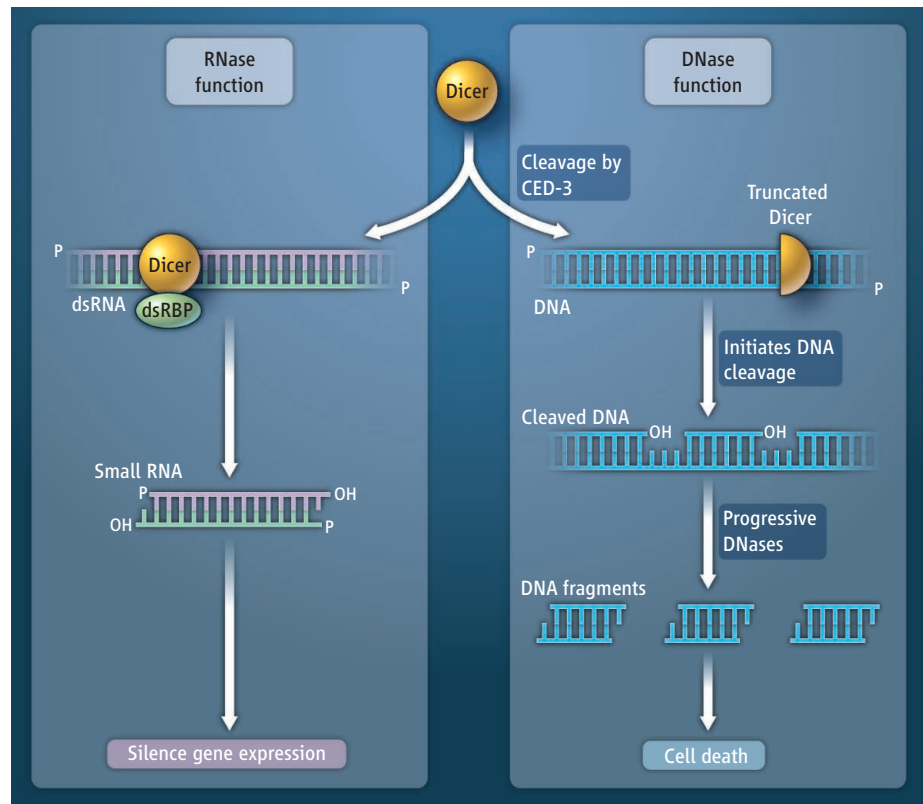 RNase
function
Dicer
DNase
function
Cleavage by
CED-3
Truncated
Dicer
P
Dicer
P
dsRNA
dsRBP
P
P
DNA
Initiates DNA
cleavage
Cleaved DNA
OH
OH
Small RNA
P
OH
OH
P
Progressive
DNases
DNA fragments
Silence gene expression
Cell death